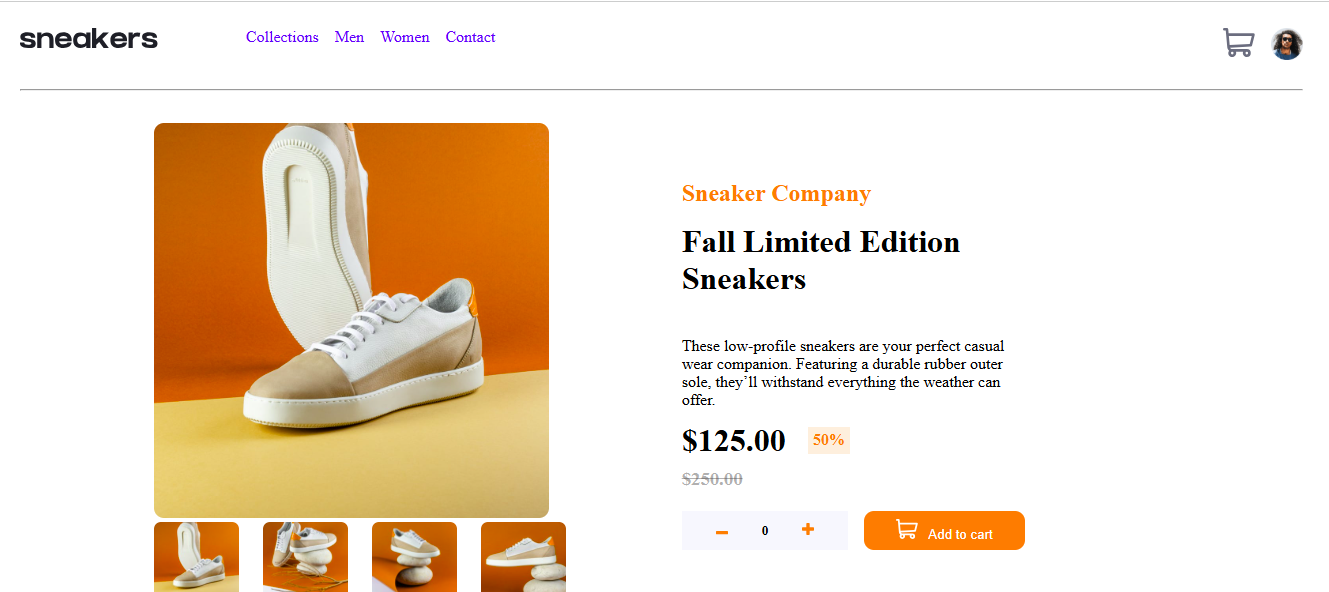 sneakers
Collections Men Women Contact
Sneaker Company
Fall Limited Edition
Sneakers
These low-profile sneakers are your perfect casual
wear companion. Featuring a durable rubber outer
sole, they’ll withstand everything the weather can
offer.
$125.00 50%
$250.00
0 Add to cart